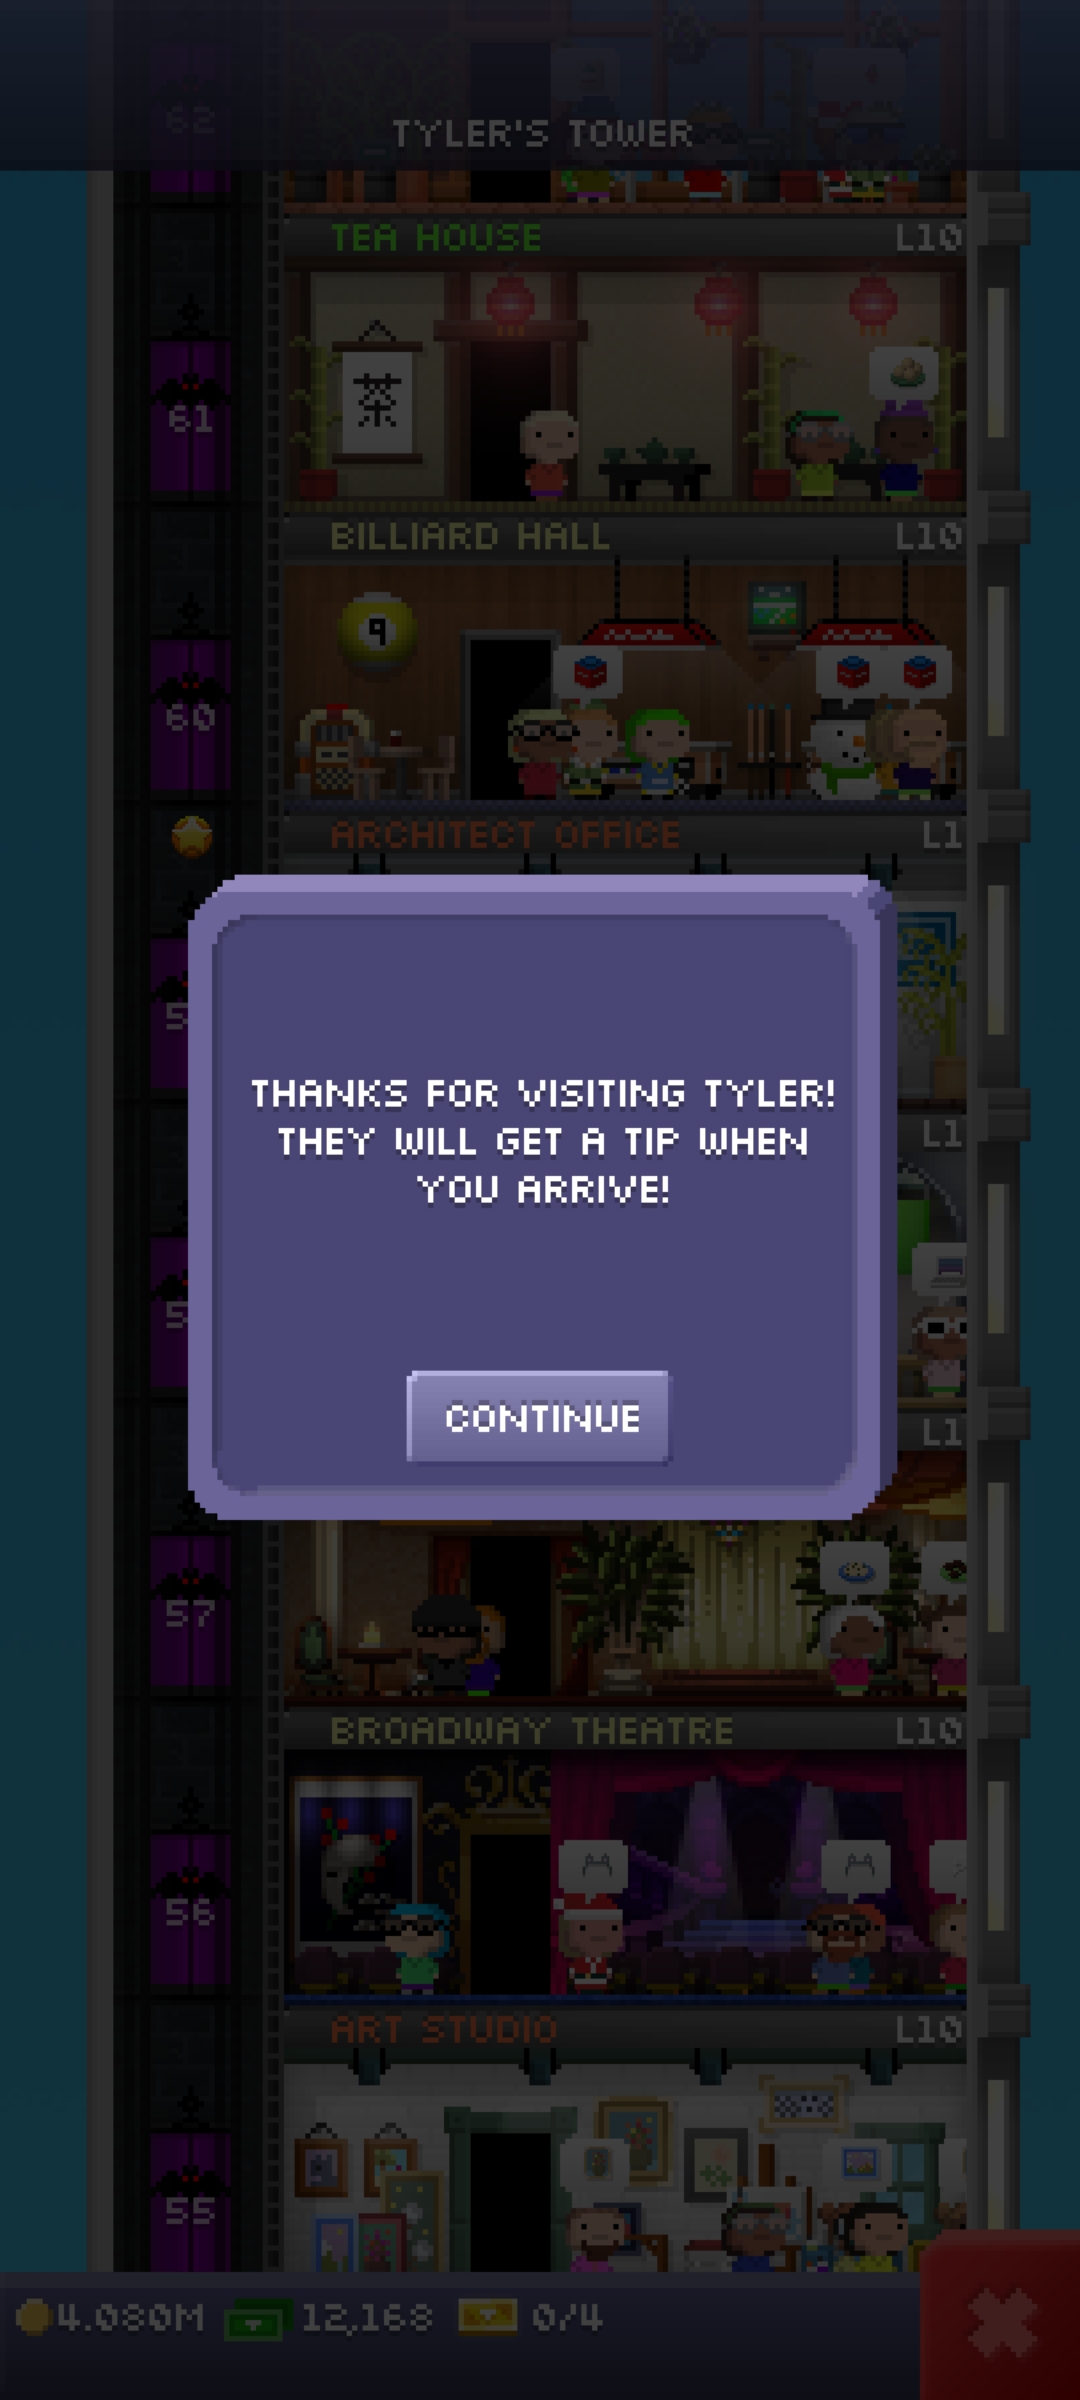 62
TYLER'S TOWER
TEA HOUSE L10
茶
61
BILLIARD HALL L10
9
60
ARCHITECT OFFICE L1
5
L1
THANKS FOR VISITING TYLER!
THEY WILL GET A TIP WHEN
YOU ARRIVE!
5
CONTINUE
L1
57
BROADWAY THEATRE L10
56
ART STUDIO L10
55
4.080M 12,168 0/4